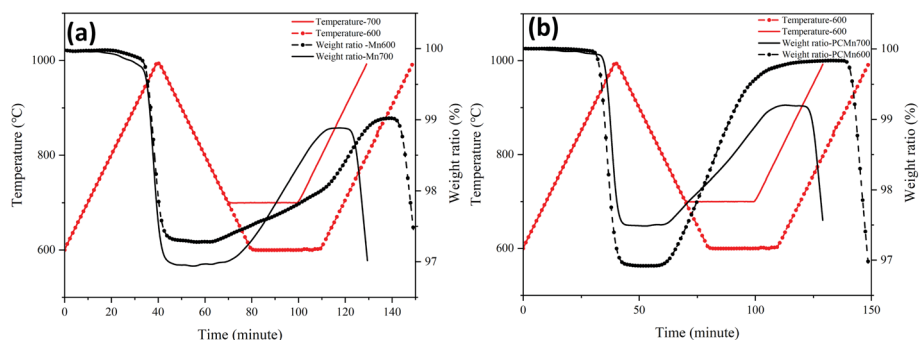 (a)
Temperature-700
Temperature-600
Weight ratio -Mn600
Weight ratio-Mn700
1000
800
600
Temperature (℃)
100
99
98
97
Weight ratio (%)
0 20 40 60 80 100 120 140
Time (minute)
(b)
Temperature-600
Temperature-600
Weight ratio-PCMn700
Weight ratio-PCMn600
1000
800
600
Temperature (℃)
100
99
98
97
Weight ratio (%)
0 50 100 150
Time (minute)